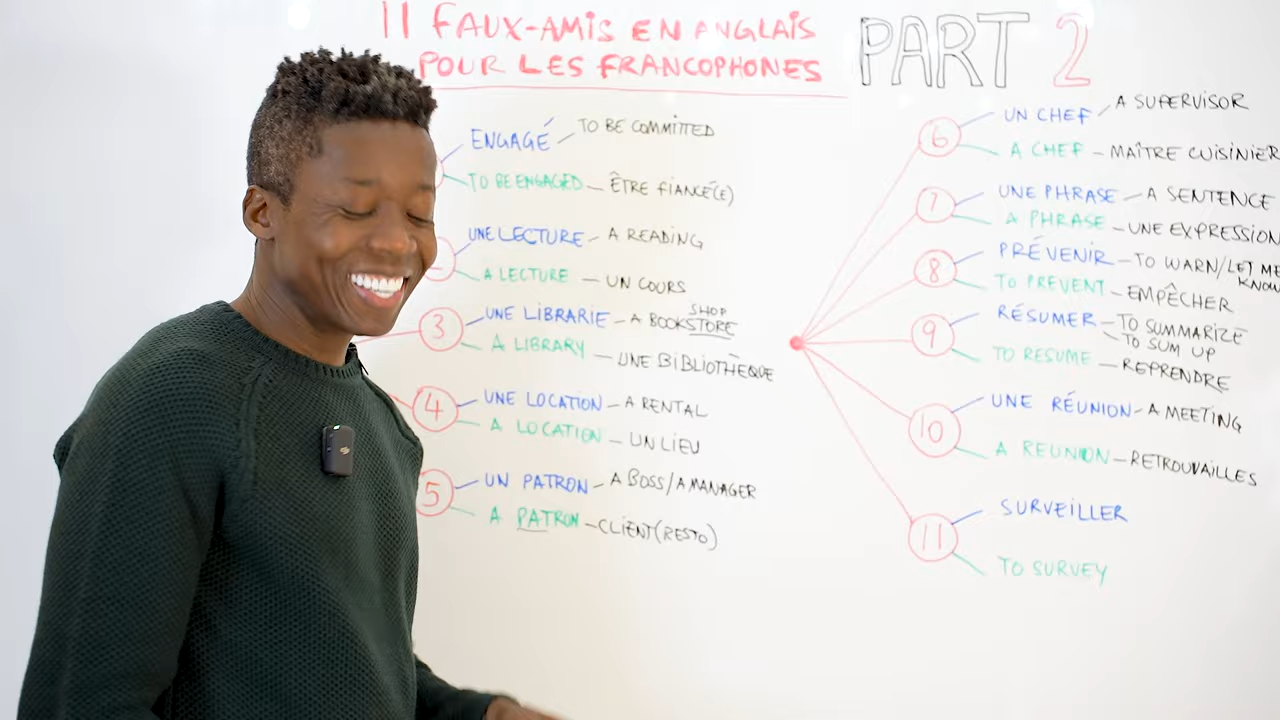 11 FAUX-AMIS EN ANGLAIS
POUR LES FRANCOPHONES
PART 2
ENGAGÉ TO BE COMMITTED
TO BE ENGAGED — ÊTRE FIANCÉ(E)
UNE LECTURE – A READING
A LECTURE — UN COURS
3
UNE LIBRARIE – A BOOKSTORE
SHOP
A LIBRARY — UNE BIBLIOTHÈQUE
4
UNE LOCATION – A RENTAL
A LOCATION – UN LIEU
5
UN PATRON – A BOSS/A MANAGER
A PATRON – CLIENT(RESTO)
6
UN CHEF A SUPERVISOR
A CHEF – MAÎTRE CUISINIER
7
UNE PHRASE – A SENTENCE
A PHRASE – UNE EXPRESSION
8
PRÉVENIR – TO WARN/LET ME
KNOW
TO PREVENT – EMPÊCHER
9
RÉSUMER – TO SUMMARIZE
TO SUM UP
TO RESUME — REPRENDRE
10
UNE RÉUNION – A MEETING
A REUNION — RETROUVAILLES
11
SURVEILLER
TO SURVEY